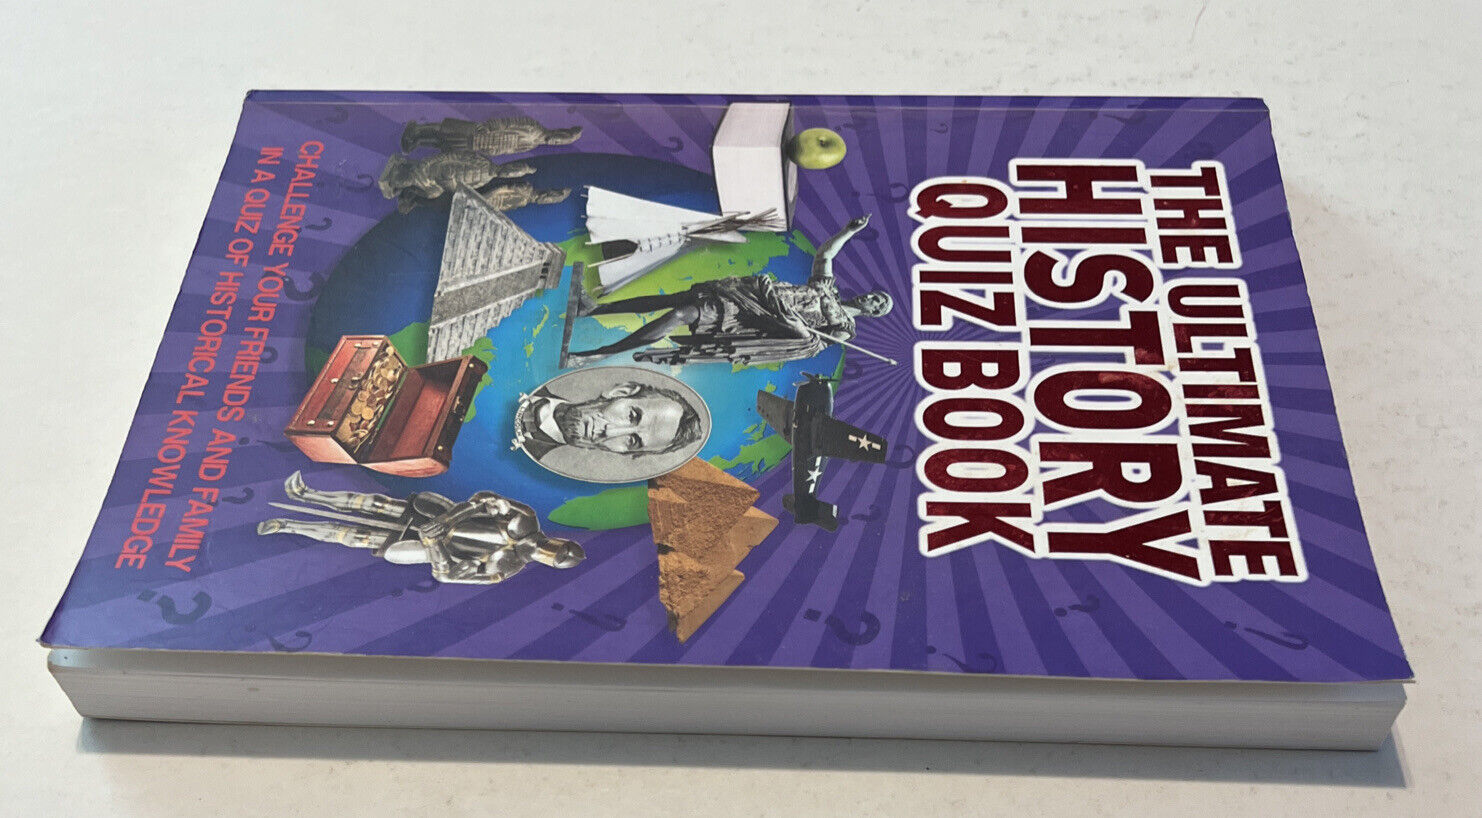 THE ULTIMATE
HISTORY
QUIZ BOOK
CHALLENGE YOUR FRIENDS AND FAMILY
IN A QUIZ OF HISTORICAL KNOWLEDGE